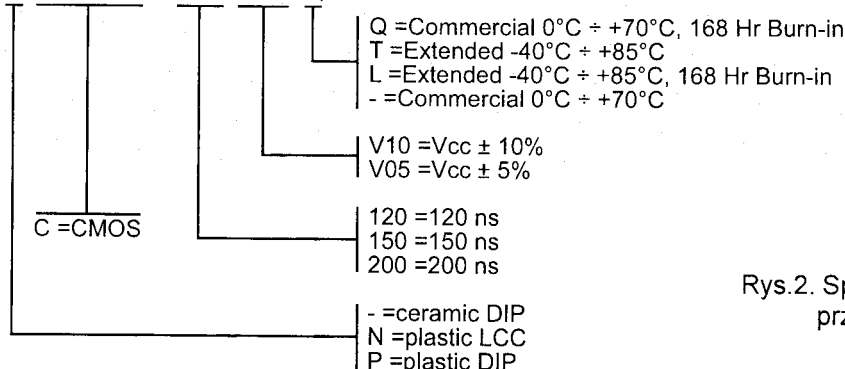 Q =Commercial 0°C ÷ +70°C, 168 Hr Burn-in
T =Extended -40°C ÷ +85°C
L =Extended -40°C ÷ +85°C, 168 Hr Burn-in
- =Commercial 0°C ÷ +70°C
V10 =Vcc ± 10%
V05 =Vcc ± 5%
C =CMOS
120 =120 ns
150 =150 ns
200 =200 ns
Rys.2. Sp
prz
- =ceramic DIP
N =plastic LCC
P =plastic DIP